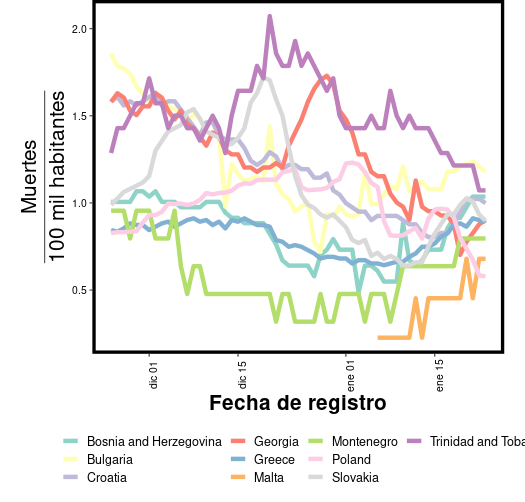 Muertes
100 mil habitantes
2.0
1.5
1.0
0.5
dic 01
dic 15
ene 01
ene 15
Fecha de registro
Bosnia and Herzegovina Georgia Montenegro Trinidad and Toba
Bulgaria Greece Poland
Croatia Malta Slovakia